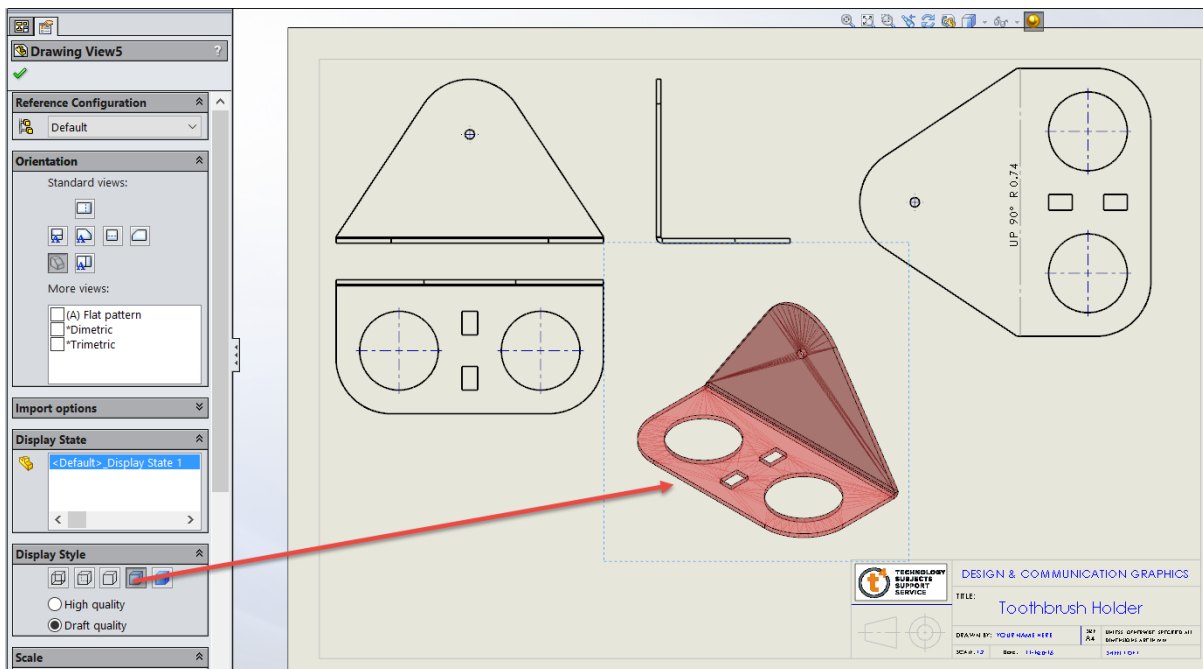 Drawing View5
?
Reference Configuration
Default
Orientation
Standard views:
More views:
(A) Flat pattern
*Dimetric
*Trimetric
Import options
Display State
<Default>_Display State 1
Display Style
High quality
Draft quality
Scale
UP 90° R 0.74
TECHNOLOGY
SUBJECTS
SUPPORT
SERVICE
DESIGN & COMMUNICATION GRAPHICS
TITLE:
Toothbrush Holder
DRAWN BY: YOUR NAME HERE
A4